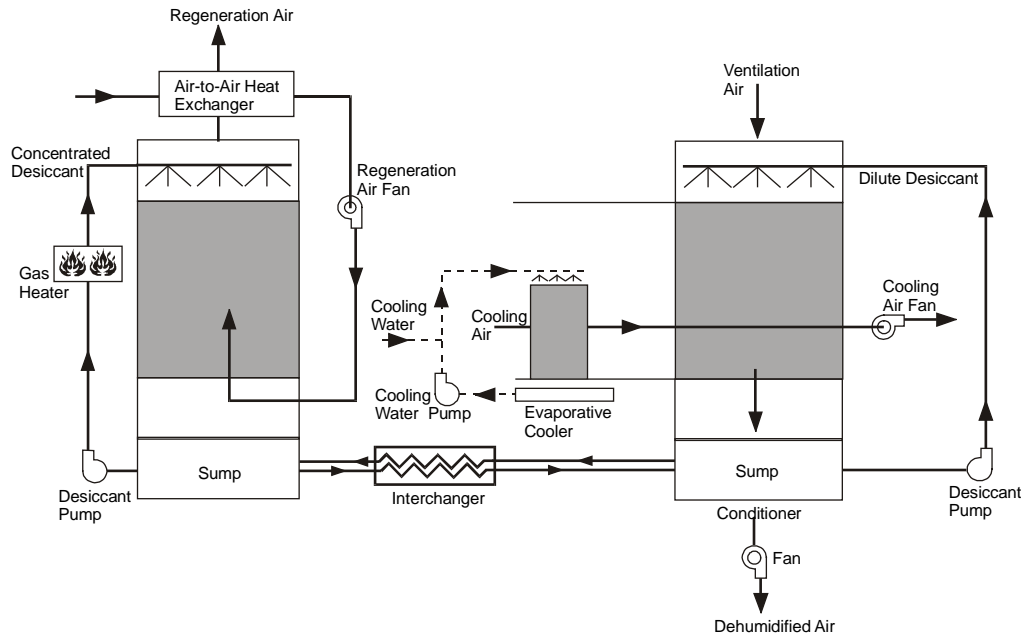 Regeneration Air
Air-to-Air Heat
Exchanger
Ventilation
Air
Concentrated
Desiccant
Regeneration
Air Fan
Dilute Desiccant
Gas
Heater
Cooling
Water
Cooling
Air
Cooling
Air Fan
Cooling
Water Pump
Evaporative
Cooler
Sump
Sump
Desiccant
Pump
Interchanger
Desiccant
Pump
Conditioner
Fan
Dehumidified Air